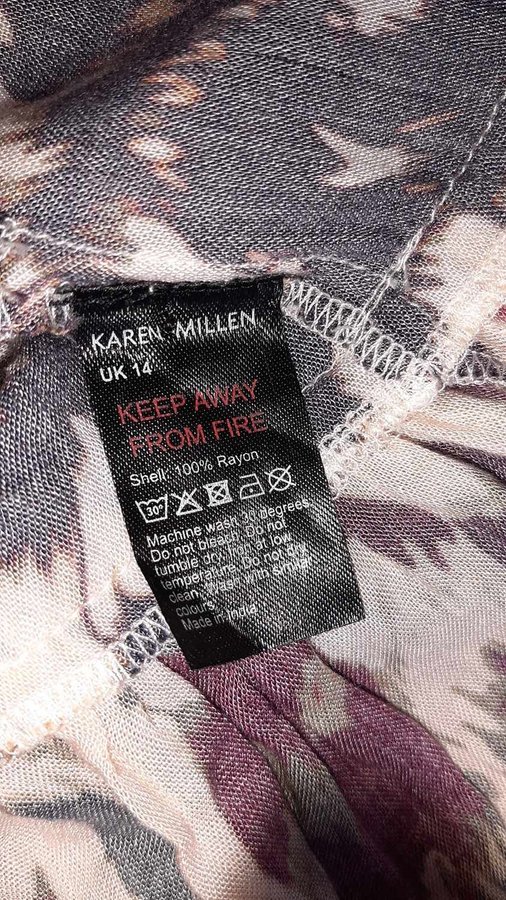 KAREN MILLEN
UK 14
KEEP AWAY
FROM FIRE
Shell: 100% Rayon
30°
Machine wash 30 degrees.
Do not bleach. Do not
tumble dry. Iron at low
temperature. Do not dry
clean. Wash with similar
colours.
Made in India